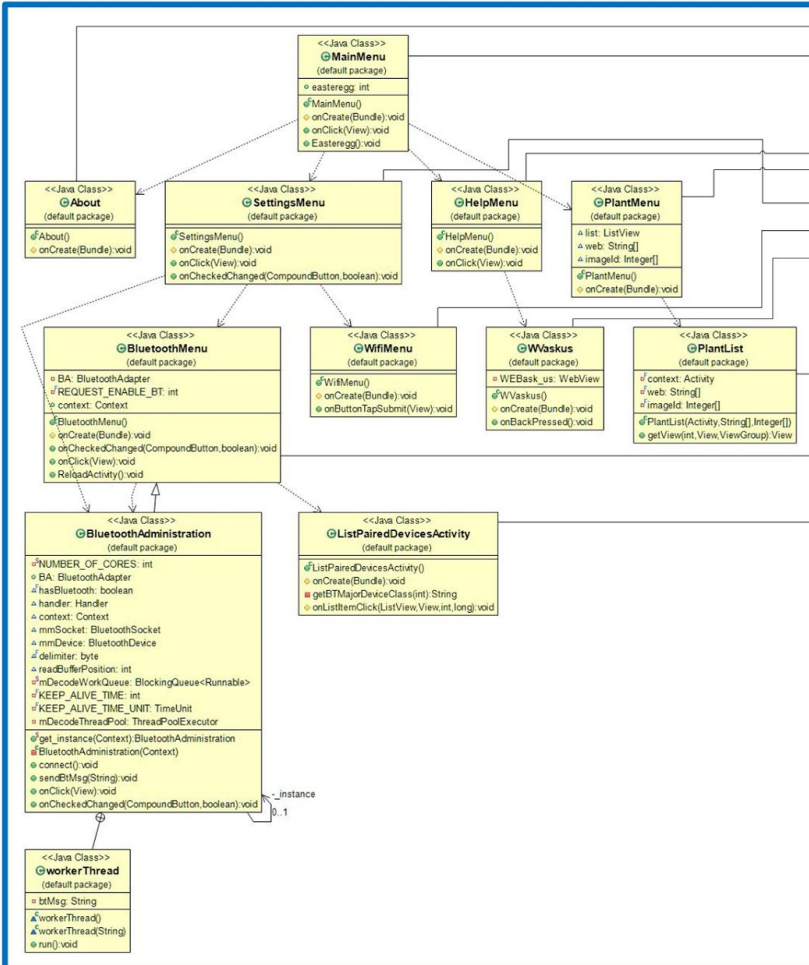 <<Java Class>>
MainMenu
(default package)
easteregg: int
MainMenu()
onCreate(Bundle):void
onClick(View):void
Easteregg():void
<<Java Class>>
About
(default package)
About()
onCreate(Bundle):void
<<Java Class>>
SettingsMenu
(default package)
SettingsMenu()
onCreate(Bundle):void
onClick(View):void
onCheckedChanged(CompoundButton,boolean):void
<<Java Class>>
HelpMenu
(default package)
HelpMenu()
onCreate(Bundle):void
onClick(View):void
<<Java Class>>
PlantMenu
(default package)
list: ListView
web: String[]
imageId: Integer[]
PlantMenu()
onCreate(Bundle):void
<<Java Class>>
BluetoothMenu
(default package)
BA: BluetoothAdapter
REQUEST_ENABLE_BT: int
context: Context
BluetoothMenu()
onCreate(Bundle):void
onCheckedChanged(CompoundButton,boolean):void
onClick(View):void
ReloadActivity():void
<<Java Class>>
WifiMenu
(default package)
WifiMenu()
onCreate(Bundle):void
onButtonTapSubmit(View):void
<<Java Class>>
WVaskus
(default package)
WEBask_us: WebView
WVaskus()
onCreate(Bundle):void
onBackPressed():void
<<Java Class>>
PlantList
(default package)
context: Activity
web: String[]
imageId: Integer[]
PlantList(Activity,String[],Integer[])
getView(int,View,ViewGroup):View
<<Java Class>>
BluetoothAdministration
(default package)
NUMBER_OF_CORES: int
BA: BluetoothAdapter
hasBluetooth: boolean
handler: Handler
context: Context
mmSocket: BluetoothSocket
mmDevice: BluetoothDevice
delimiter: byte
readBufferPosition: int
mDecodeWorkQueue: BlockingQueue<Runnable>
KEEP_ALIVE_TIME: int
KEEP_ALIVE_TIME_UNIT: TimeUnit
mDecodeThreadPool: ThreadPoolExecutor
get_instance(Context):BluetoothAdministration
BluetoothAdministration(Context)
connect():void
sendBtMsg(String):void
onClick(View):void
onCheckedChanged(CompoundButton,boolean):void
-_instance
0..1
<<Java Class>>
ListPairedDevicesActivity
(default package)
ListPairedDevicesActivity()
onCreate(Bundle):void
getBTMajorDeviceClass(int):String
onListItemClick(ListView,View,int,long):void
<<Java Class>>
workerThread
(default package)
btMsg: String
workerThread()
workerThread(String)
run():void